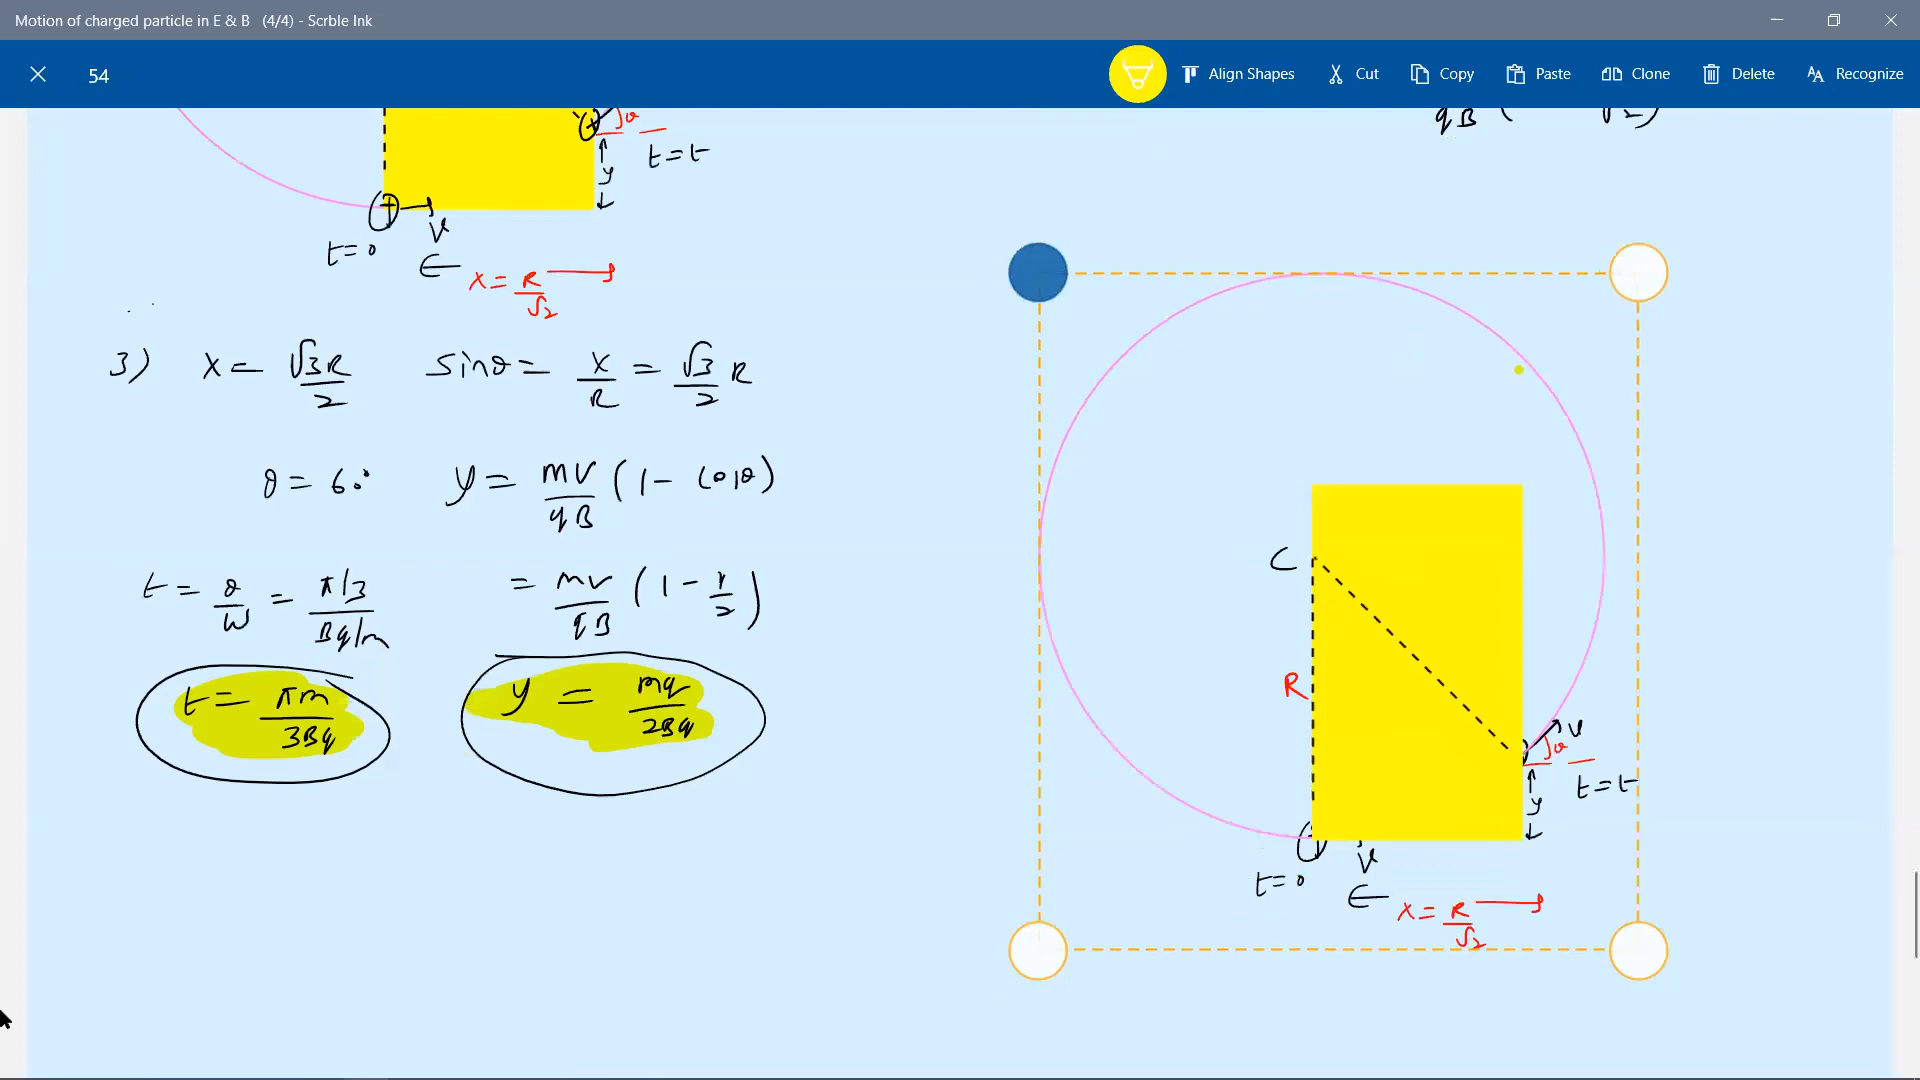 Motion of charged particle in E & B (4/4) - Scrble Ink
54
Align Shapes
Cut
Copy
Paste
Clone
Delete
Recognize
θ
t = t
y
v
t = 0
x = R/√2
qB ( √2)
3) x = √3R/2 sinθ = x/R = √3/2 R
θ = 60° y = mv/qB (1 - cosθ)
t = θ/W = π/3 / Bq/m = mv/qB (1 - 1/2)
t = πm/3Bq y = mq/2Bq
C
R
v
θ
t = t
y
v
t = 0
x = R/√2